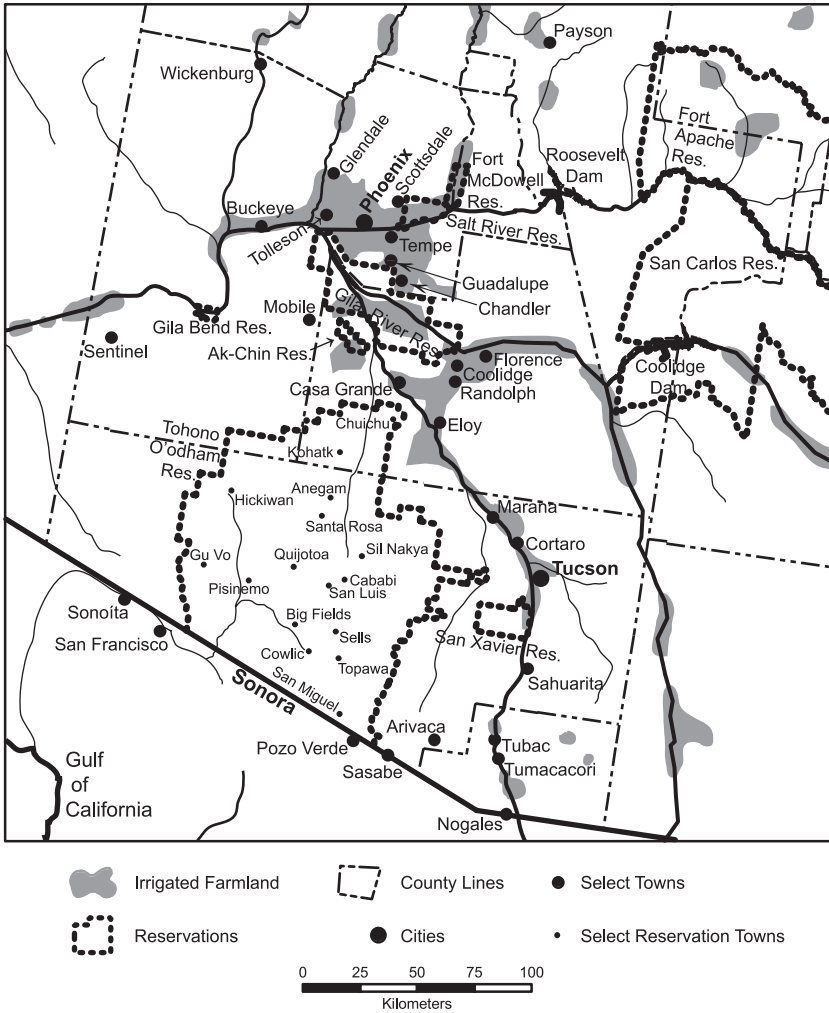 Payson
Wickenburg
Glendale
Phoenix
Scottsdale
Fort
McDowell
Res.
Roosevelt
Dam
Fort
Apache
Res.
Buckeye
Tolleson
Salt River Res.
Tempe
Guadalupe
Chandler
San Carlos Res.
Gila Bend Res.
Mobile
Gila River Res.
Sentinel
Ak-Chin Res.
Florence
Coolidge
Randolph
Coolidge
Dam
Casa Grande
Chuichu
Eloy
Tohono
O'odham
Res.
Kohatk
Hickiwan
Anegam
Santa Rosa
Marana
Cortaro
Gu Vo
Quijotoa
Sil Nakya
Tucson
Pisinemo
Cababi
San Luis
Sonoíta
San Francisco
Big Fields
Sells
San Xavier Res.
Cowlic
Topawa
Sahuarita
Sonora
San Miguel
Arivaca
Pozo Verde
Sasabe
Tubac
Tumacacori
Gulf
of
California
Nogales
Irrigated Farmland
County Lines
Select Towns
Reservations
Cities
Select Reservation Towns
0 25 50 75 100
Kilometers